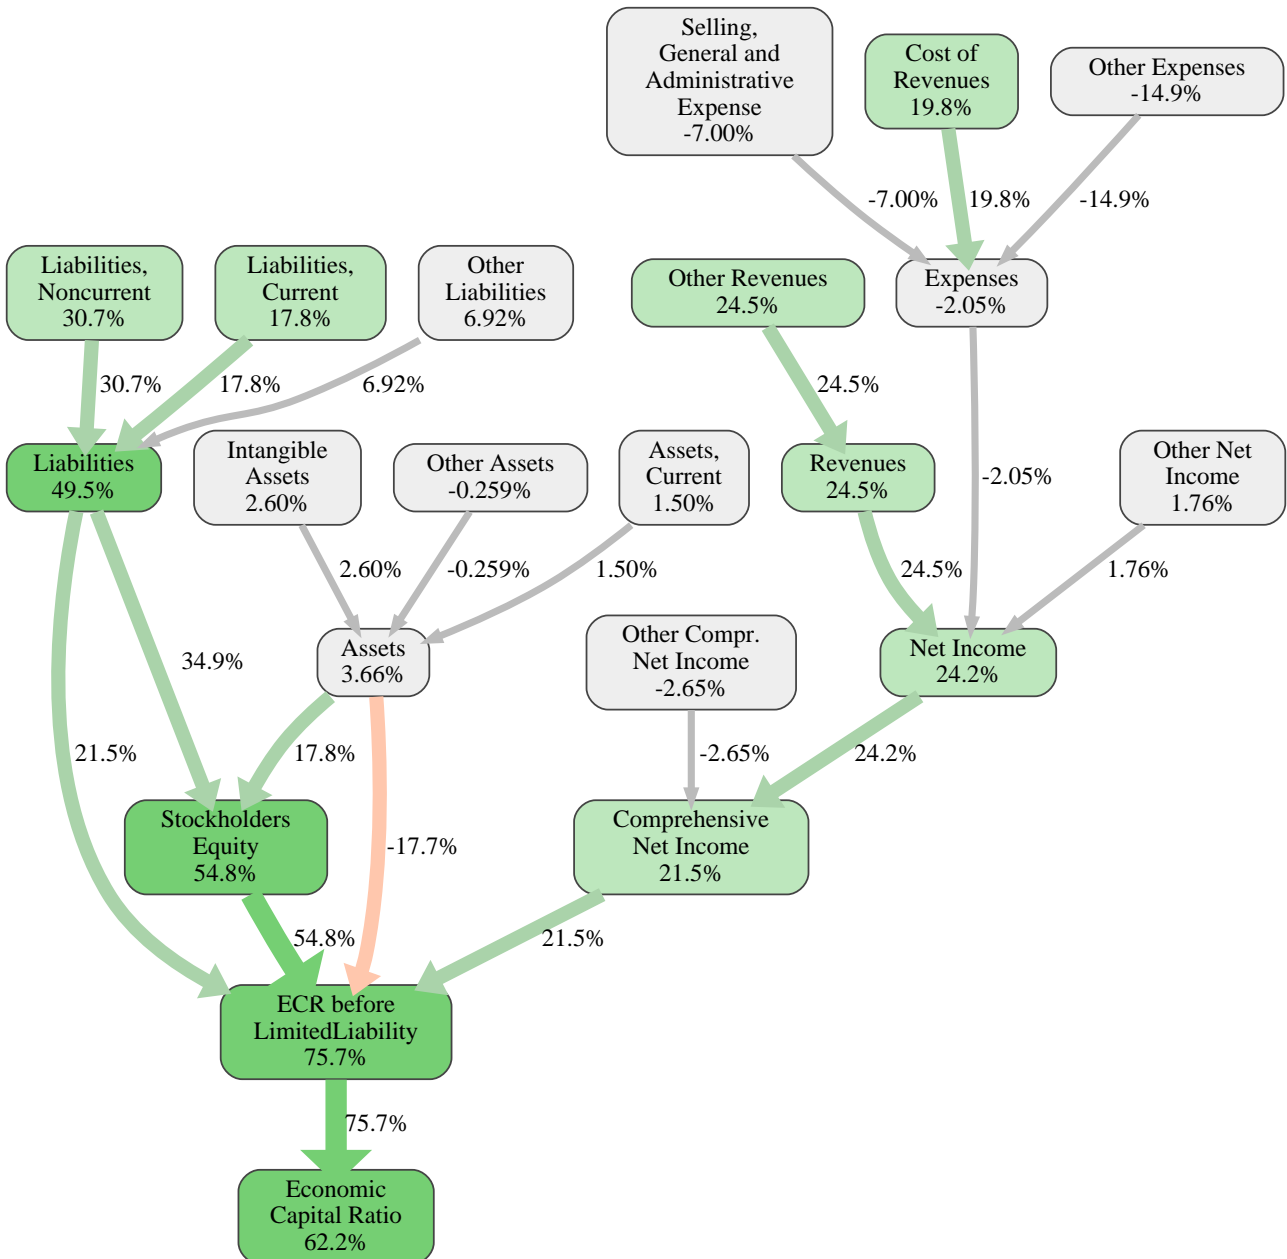 Selling,
General and
Administrative
Expense
-7.00%
Cost of
Revenues
19.8%
Other Expenses
-14.9%
-7.00%
19.8%
-14.9%
Liabilities,
Noncurrent
30.7%
Liabilities,
Current
17.8%
Other
Liabilities
6.92%
Other Revenues
24.5%
Expenses
-2.05%
30.7%
17.8%
6.92%
24.5%
Liabilities
49.5%
Intangible
Assets
2.60%
Other Assets
-0.259%
Assets,
Current
1.50%
Revenues
24.5%
-2.05%
Other Net
Income
1.76%
2.60%
-0.259%
1.50%
24.5%
1.76%
34.9%
Assets
3.66%
Other Compr.
Net Income
-2.65%
Net Income
24.2%
21.5%
17.8%
-2.65%
24.2%
Stockholders
Equity
54.8%
-17.7%
Comprehensive
Net Income
21.5%
54.8%
21.5%
ECR before
LimitedLiability
75.7%
75.7%
Economic
Capital Ratio
62.2%